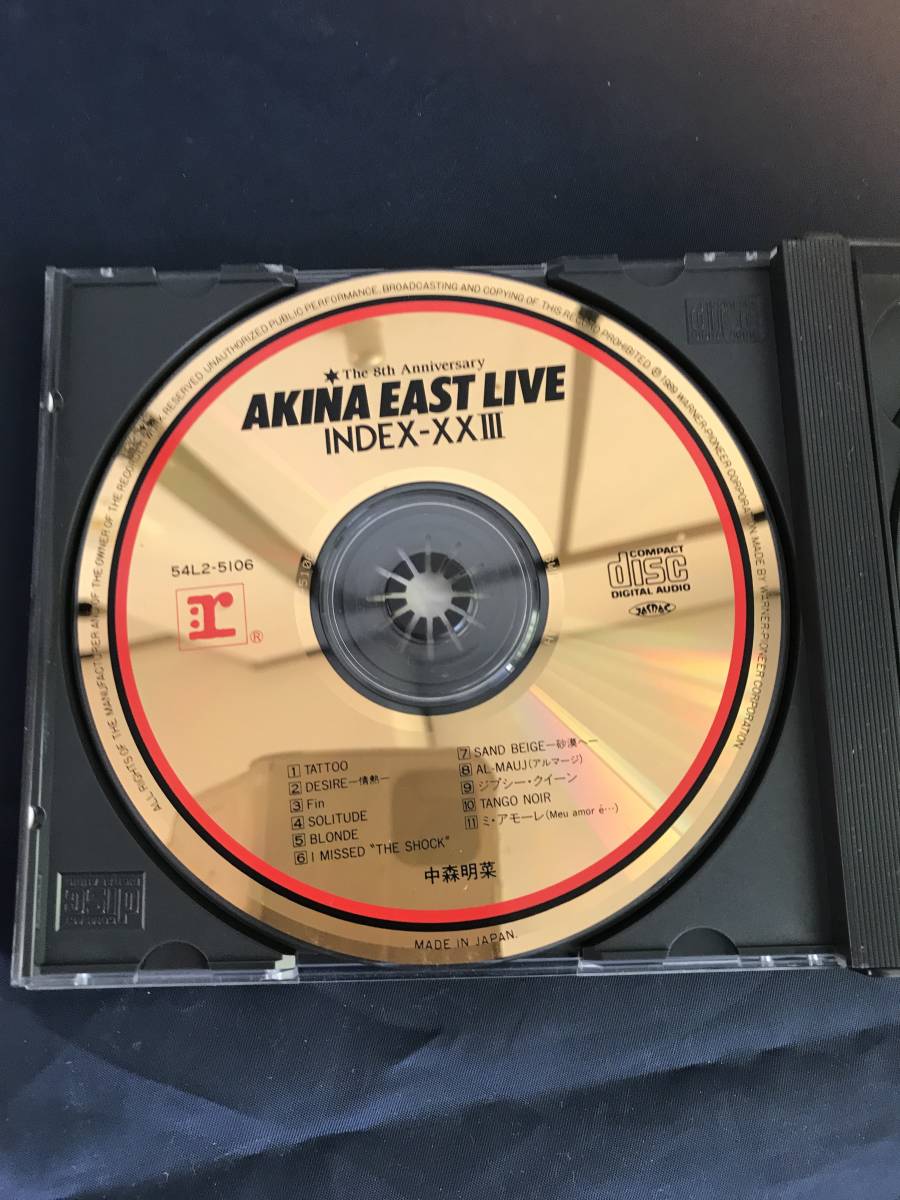 ALL RIGHTS OF THE MANUFACTURER AND OF THE OWNER OF THE RECORDED WORK RESERVED. UNAUTHORIZED PUBLIC PERFORMANCE, BROADCASTING AND COPYING OF THIS RECORD PROHIBITED ℗ 1989 WARNER-PIONEER CORPORATION, MADE BY WARNER-PIONEER CORPORATION.
★The 8th Anniversary
AKINA EAST LIVE
INDEX-XXIII
54L2-5106
r ®
COMPACT
disc
DIGITAL AUDIO
JASRAC
1 TATTOO
2 DESIRE—情熱—
3 Fin
4 SOLITUDE
5 BLONDE
6 I MISSED "THE SHOCK"
7 SAND BEIGE—砂漠へ—
8 AL-MAUJ(アルマージ)
9 ジプシー・クイーン
10 TANGO NOIR
11 ミ・アモーレ(Meu amor é…)
中森明菜
MADE IN JAPAN.